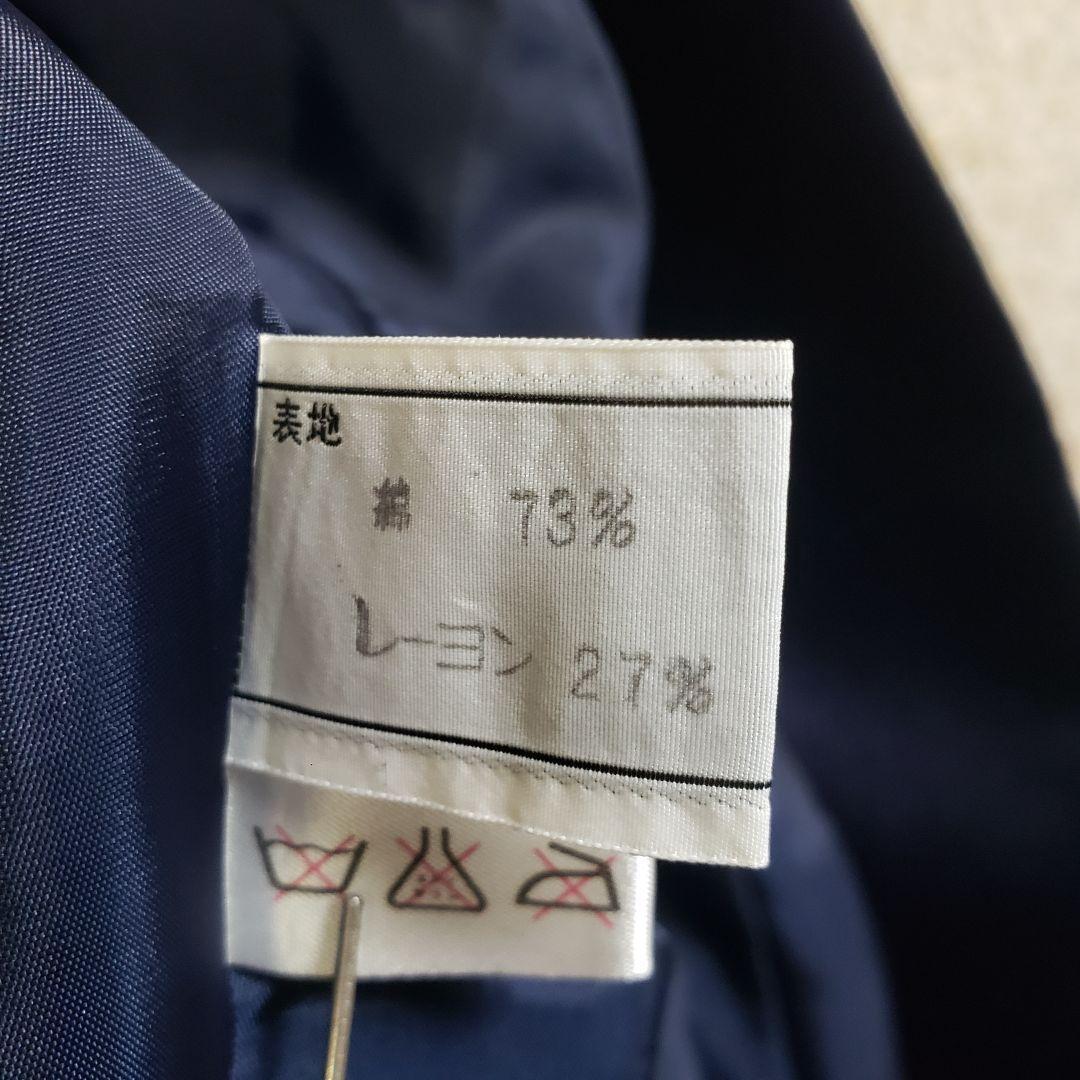 表地
綿 73%
レーヨン 27%